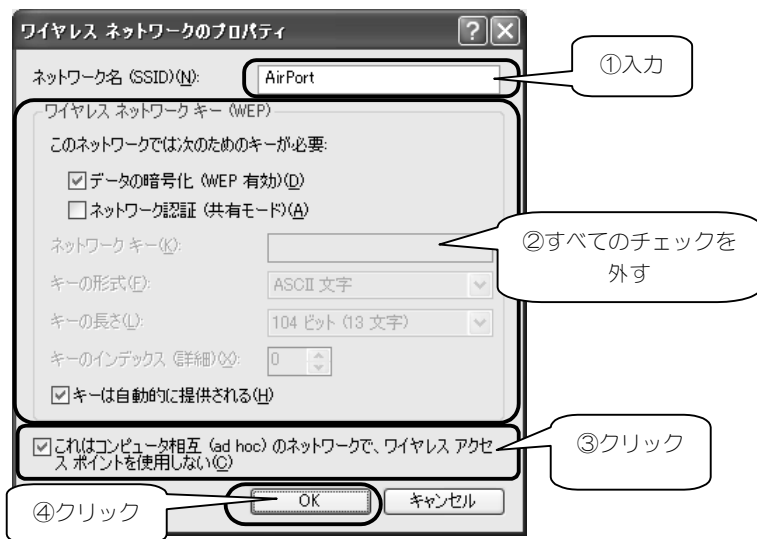 ワイヤレス ネットワークのプロパティ
ネットワーク名 (SSID)(N):
AirPort
①入力
ワイヤレス ネットワーク キー (WEP)
このネットワークでは次のためのキーが必要:
データの暗号化 (WEP 有効)(D)
ネットワーク認証 (共有モード)(A)
ネットワーク キー(K):
②すべてのチェックを
外す
キーの形式(F):
ASCII 文字
キーの長さ(L):
104 ビット (13 文字)
キーのインデックス (詳細)(X):
0
キーは自動的に提供される(H)
これはコンピュータ相互 (ad hoc) のネットワークで、ワイヤレス アクセ
ス ポイントを使用しない(C)
③クリック
④クリック
OK
キャンセル